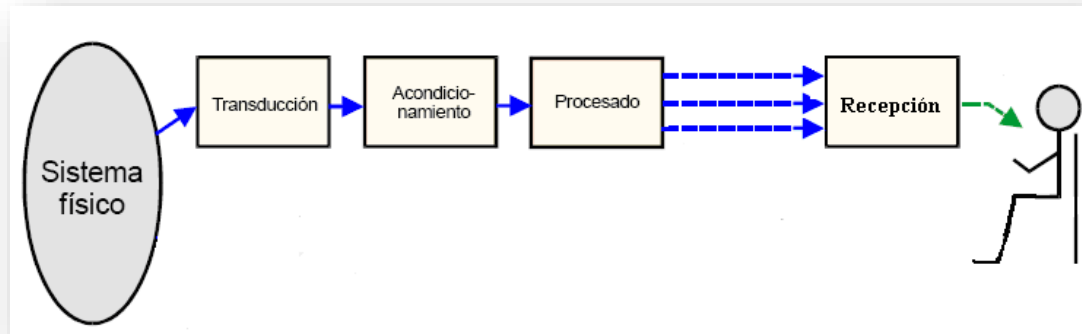 Sistema
físico
Transducción
Acondicio-
namiento
Procesado
Recepción